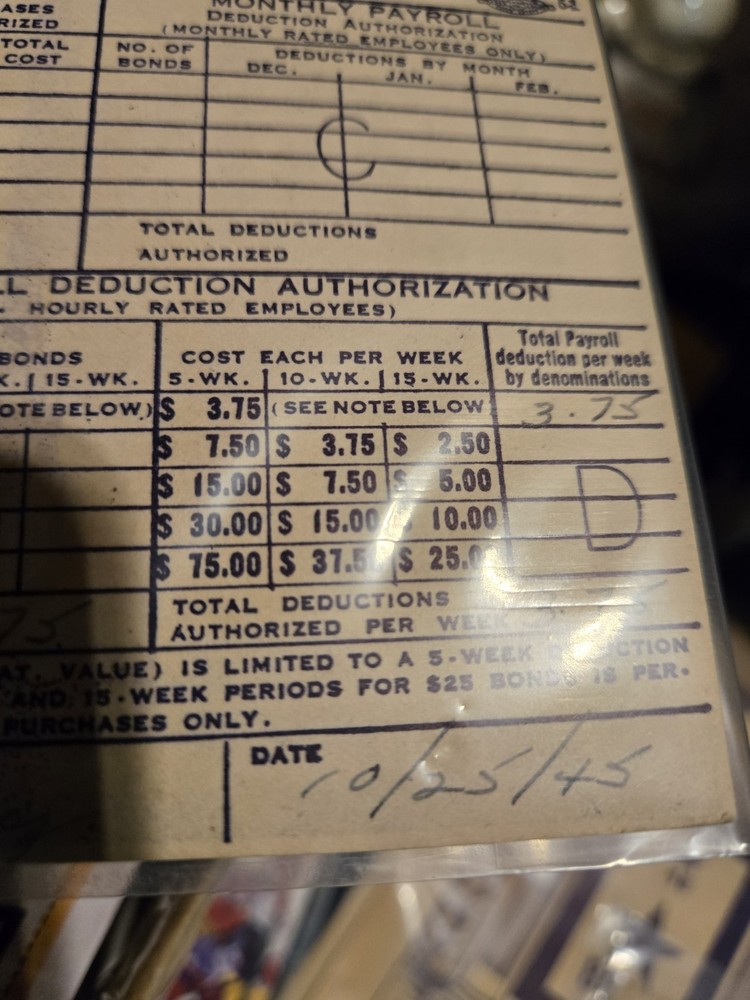 ASES
MONTHLY PAYROLL
RIZED
DEDUCTION AUTHORIZATION
(MONTHLY RATED EMPLOYEES ONLY)
TOTAL COST
NO. OF BONDS
DEDUCTIONS BY MONTH
DEC. JAN. FEB.
C
TOTAL DEDUCTIONS
AUTHORIZED
LL DEDUCTION AUTHORIZATION
HOURLY RATED EMPLOYEES)
BONDS
K. 15-WK.
COST EACH PER WEEK
5-WK. 10-WK. 15-WK.
Total Payroll
deduction per week
by denominations
OTE BELOW) $ 3.75 (SEE NOTE BELOW 3.75
$ 7.50 $ 3.75 $ 2.50
$ 15.00 $ 7.50 $ 5.00
D
$ 30.00 $ 15.00 10.00
$ 75.00 $ 37.5 $ 25.0
TOTAL DEDUCTIONS
AUTHORIZED PER WEEK
75
AT. VALUE) IS LIMITED TO A 5-WEEK D CTION
AND 15-WEEK PERIODS FOR $25 BONDS IS PER-
PURCHASES ONLY.
DATE 10/25/45